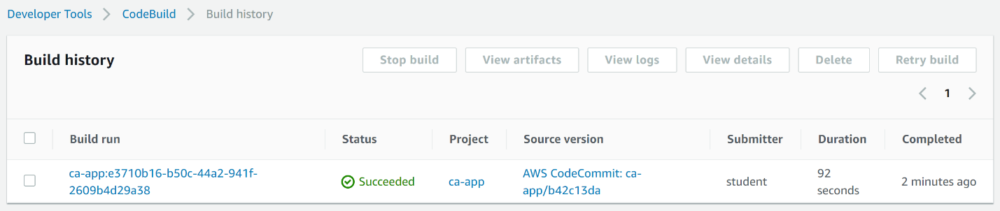 Developer Tools > CodeBuild > Build history
Build history Stop build View artifacts View logs View details Delete Retry build
< 1 >
Build run Status Project Source version Submitter Duration Completed
ca-app:e3710b16-b50c-44a2-941f-
2609b4d29a38
Succeeded
ca-app
AWS CodeCommit: ca-
app/b42c13da
student
92
seconds
2 minutes ago